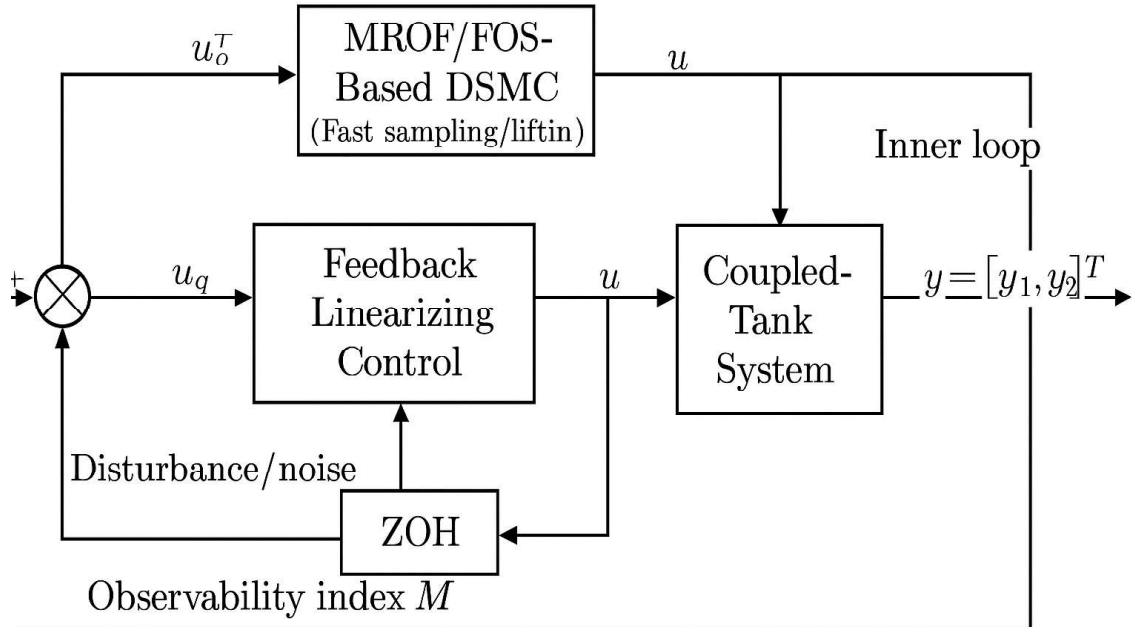 u_o^T
MROF/FOS-
Based DSMC
(Fast sampling/liftin)
u
Inner loop
+
u_q
Feedback
Linearizing
Control
u
Coupled-
Tank
System
y=[y_1, y_2]^T
Disturbance/noise
ZOH
Observability index M